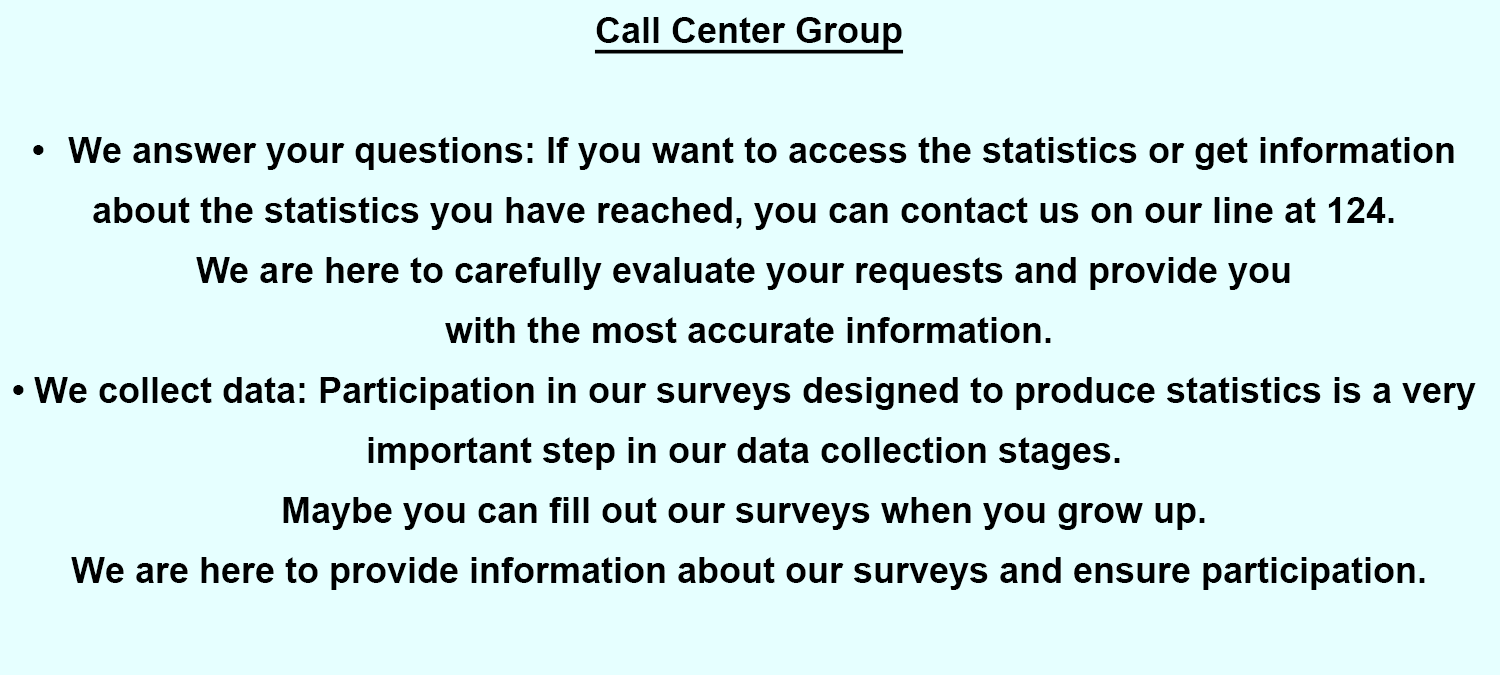 Call Center Group
• We answer your questions: If you want to access the statistics or get information
about the statistics you have reached, you can contact us on our line at 124.
We are here to carefully evaluate your requests and provide you
with the most accurate information.
• We collect data: Participation in our surveys designed to produce statistics is a very
important step in our data collection stages.
Maybe you can fill out our surveys when you grow up.
We are here to provide information about our surveys and ensure participation.